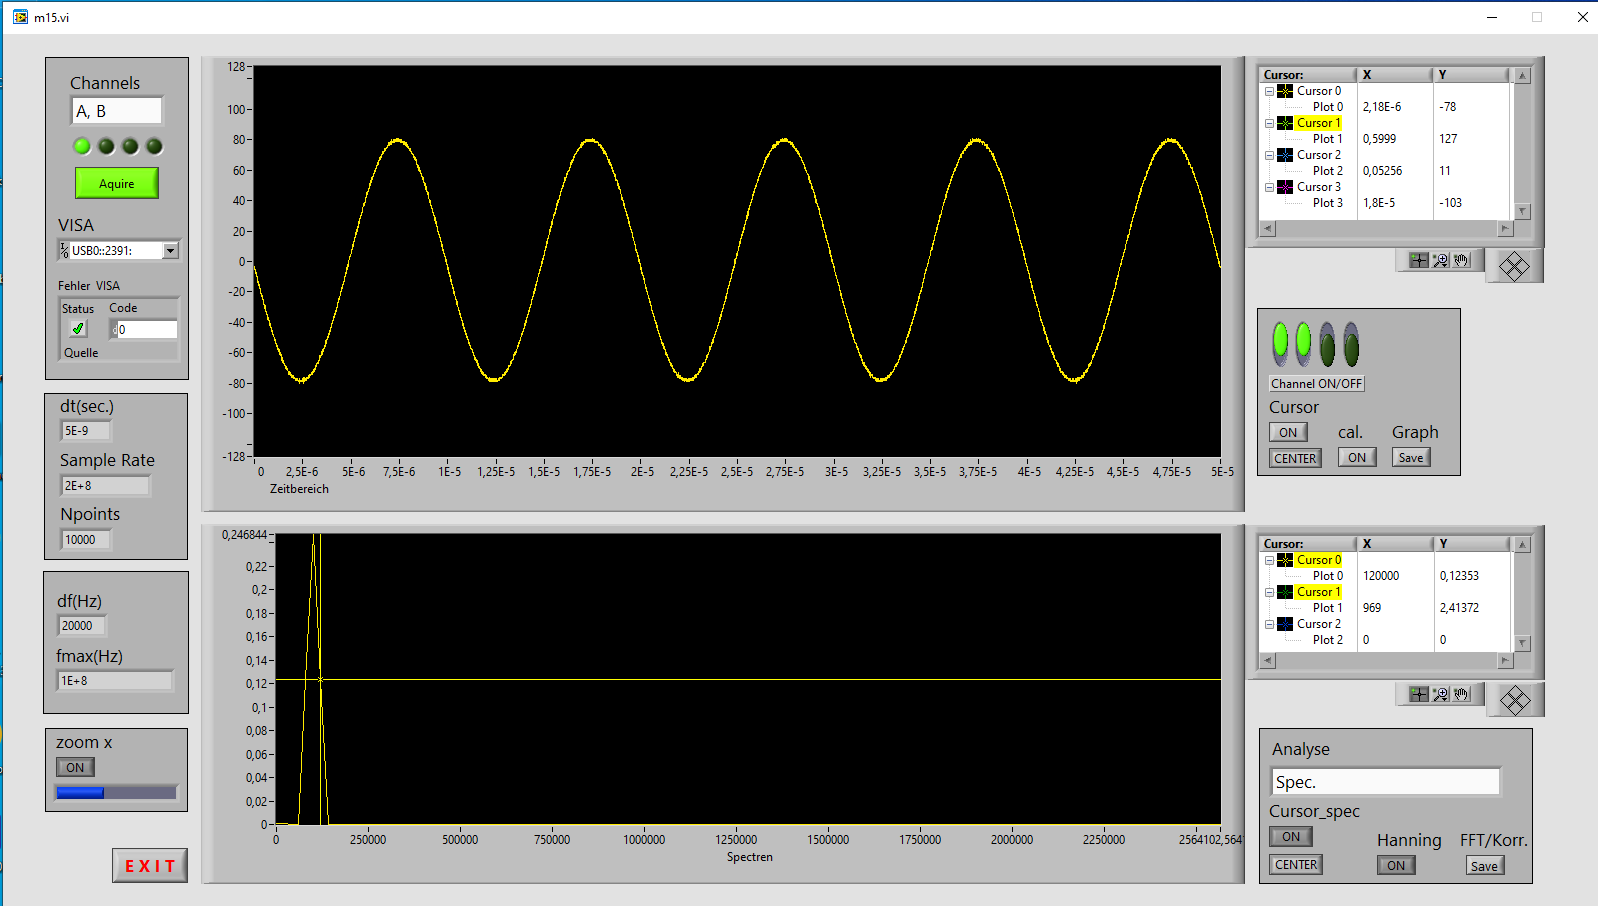 m15.vi
Channels
A, B
Aquire
VISA
USB0::2391:
Fehler VISA
Status Code
0
Quelle
dt(sec.)
5E-9
Sample Rate
2E+8
Npoints
10000
df(Hz)
20000
fmax(Hz)
1E+8
zoom x
ON
EXIT
128
100
80
60
40
20
0
-20
-40
-60
-80
-100
-128
0 2,5E-6 5E-6 7,5E-6 1E-5 1,25E-5 1,5E-5 1,75E-5 2E-5 2,25E-5 2,5E-5 2,75E-5 3E-5 3,25E-5 3,5E-5 3,75E-5 4E-5 4,25E-5 4,5E-5 4,75E-5 5E-5
Zeitbereich
Cursor: X Y
Cursor 0
Plot 0 2,18E-6 -78
Cursor 1
Plot 1 0,5999 127
Cursor 2
Plot 2 0,05256 11
Cursor 3
Plot 3 1,8E-5 -103
Channel ON/OFF
Cursor
ON cal. Graph
CENTER ON Save
0,246844
0,22
0,2
0,18
0,16
0,14
0,12
0,1
0,08
0,06
0,04
0,02
0
0 250000 500000 750000 1000000 1250000 1500000 1750000 2000000 2250000 2564102,564
Spectren
Cursor: X Y
Cursor 0
Plot 0 120000 0,12353
Cursor 1
Plot 1 969 2,41372
Cursor 2
Plot 2 0 0
Analyse
Spec.
Cursor_spec
ON Hanning FFT/Korr.
CENTER ON Save